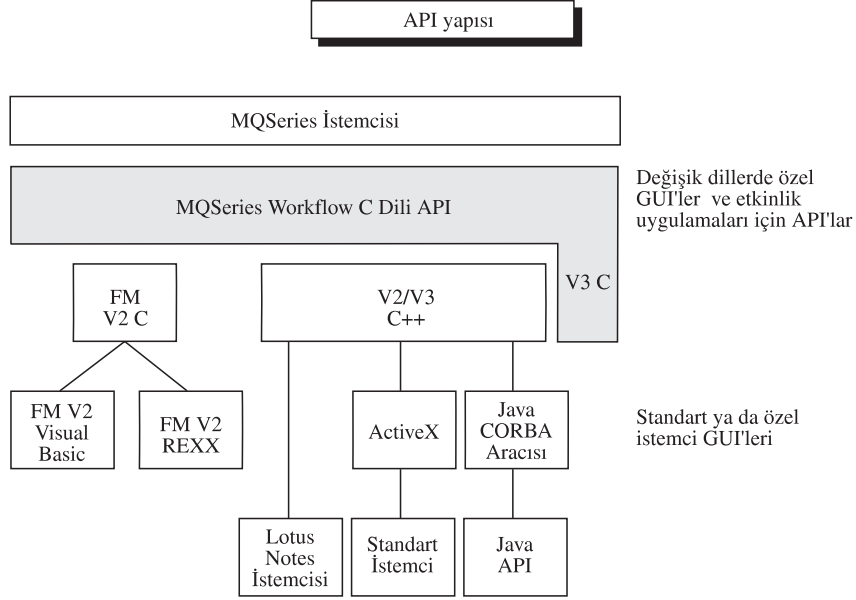 API yapısı
MQSeries İstemcisi
MQSeries Workflow C Dili API
Değişik dillerde özel
GUI'ler ve etkinlik
uygulamaları için API'lar
V3 C
FM
V2 C
V2/V3
C++
FM V2
Visual
Basic
FM V2
REXX
ActiveX
Java
CORBA
Aracısı
Standart ya da özel
istemci GUI'leri
Lotus
Notes
İstemcisi
Standart
İstemci
Java
API